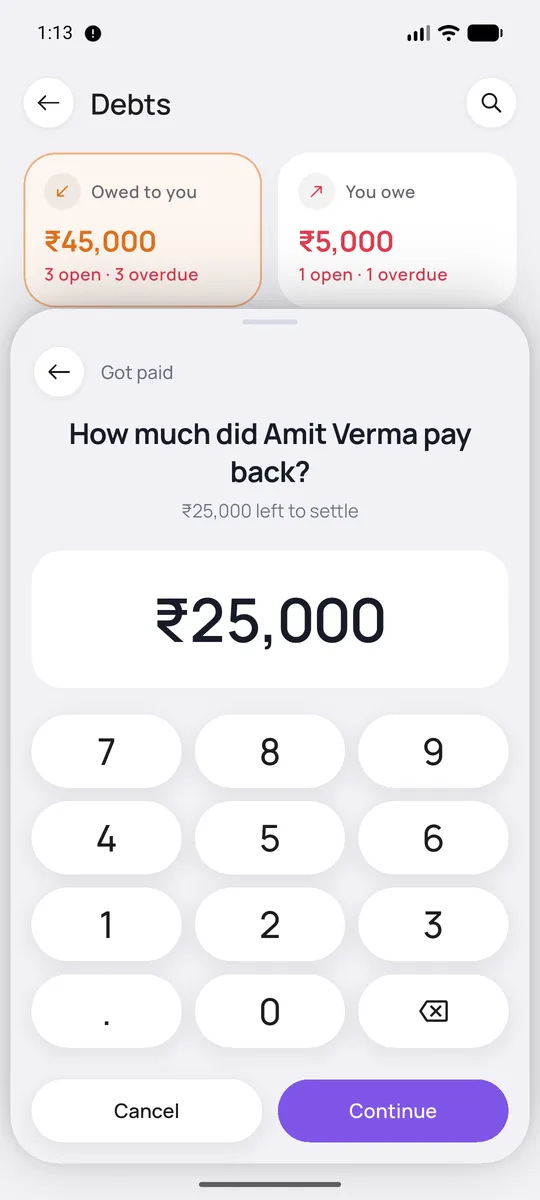 1:13
Debts
Owed to you
₹45,000
3 open · 3 overdue
You owe
₹5,000
1 open · 1 overdue
Got paid
How much did Amit Verma pay
back?
₹25,000 left to settle
₹25,000
7 8 9
4 5 6
1 2 3
. 0
Cancel Continue